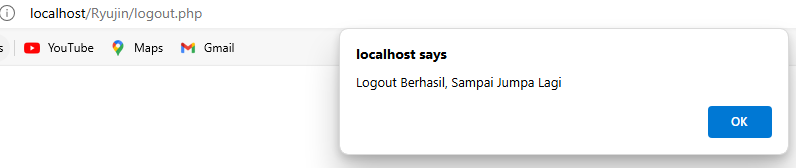 localhost/Ryujin/logout.php
s
YouTube
Maps
Gmail
localhost says
Logout Berhasil, Sampai Jumpa Lagi
OK